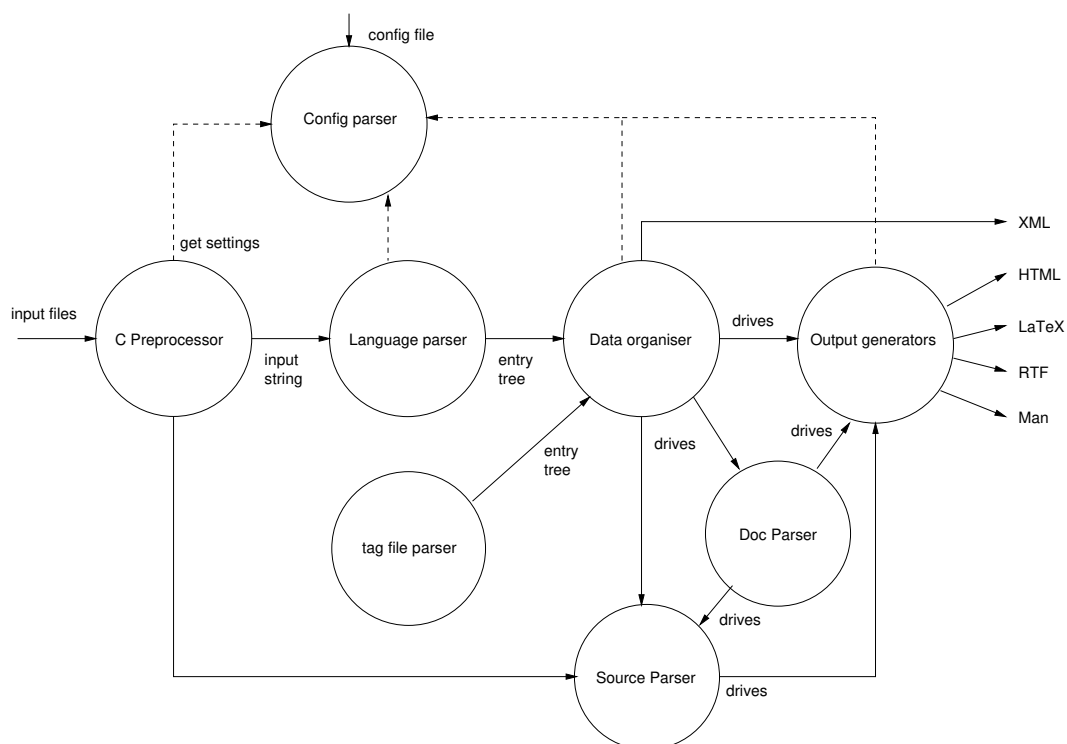 config file
Config parser
get settings
XML
HTML
input files
C Preprocessor
input
string
Language parser
entry
tree
Data organiser
drives
Output generators
LaTeX
RTF
Man
drives
drives
entry
tree
tag file parser
Doc Parser
drives
Source Parser
drives